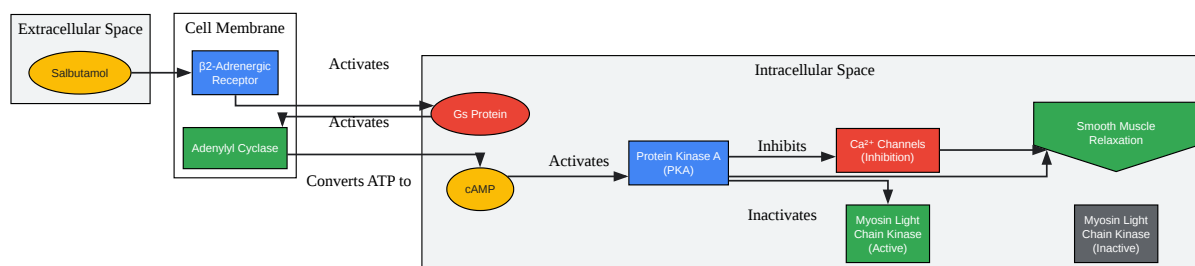 Extracellular Space
Salbutamol
Cell Membrane
β2-Adrenergic
Receptor
Adenylyl Cyclase
Activates
Activates
Converts ATP to
Intracellular Space
Gs Protein
cAMP
Activates
Protein Kinase A
(PKA)
Inhibits
Inactivates
Ca²⁺ Channels
(Inhibition)
Myosin Light
Chain Kinase
(Active)
Smooth Muscle
Relaxation
Myosin Light
Chain Kinase
(Inactive)